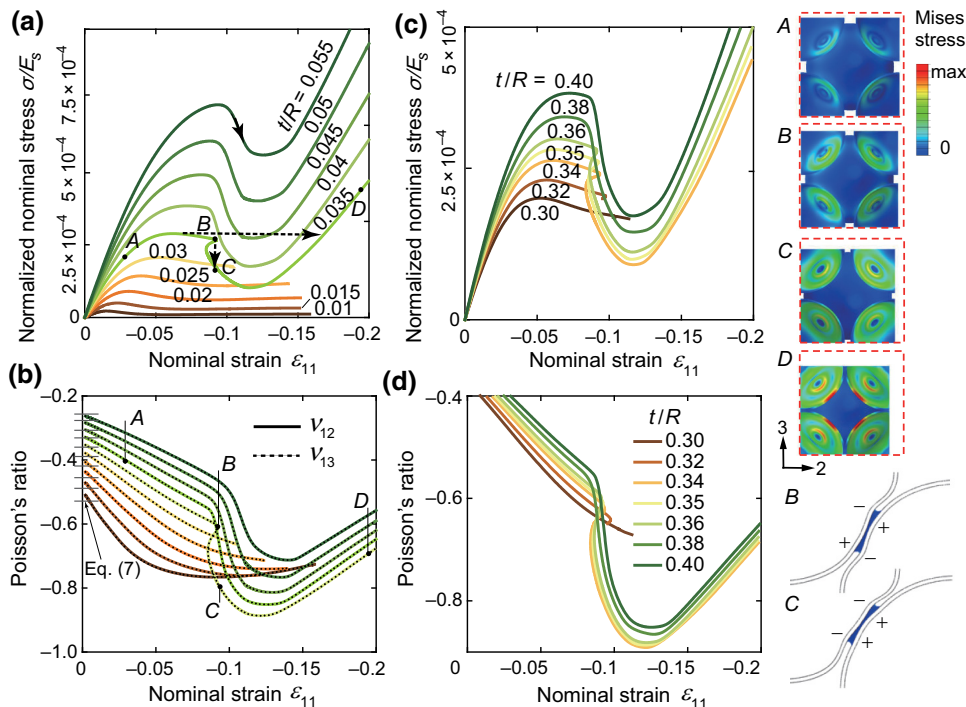 (a)
Normalized nominal stress σ/Eₛ
7.5 × 10⁻⁴
5 × 10⁻⁴
2.5 × 10⁻⁴
0
t/R = 0.055
0.05
0.045
0.04
0.035
0.03
0.025
0.02
0.015
0.01
A
B
C
D
0 −0.05 −0.1 −0.15 −0.2
Nominal strain ε₁₁
(c)
Normalized nominal stress σ/Eₛ
5 × 10⁻⁴
2.5 × 10⁻⁴
0
t/R =
0.40
0.38
0.36
0.35
0.34
0.32
0.30
0 −0.05 −0.1 −0.15 −0.2
Nominal strain ε₁₁
(b)
Poisson's ratio
−0.2
−0.4
−0.6
−0.8
−1.0
A
B
C
D
ν₁₂
ν₁₃
Eq. (7)
0 −0.05 −0.1 −0.15 −0.2
Nominal strain ε₁₁
(d)
Poisson's ratio
−0.4
−0.6
−0.8
−1
t/R
0.30
0.32
0.34
0.35
0.36
0.38
0.40
0 −0.05 −0.1 −0.15 −0.2
Nominal strain ε₁₁
A
B
C
D
Mises
stress
max
0
3
2
B
−
+
+
−
C
−
+
−
+